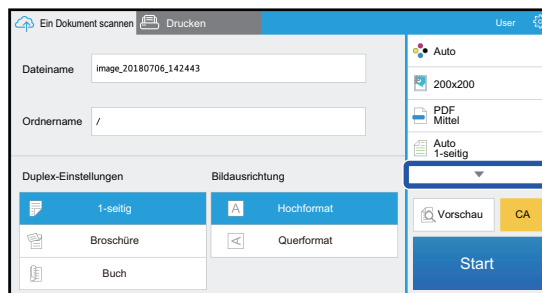 Ein Dokument scannen
Drucken
User
Dateiname
image_20180706_142443
Ordnername
/
Duplex-Einstellungen
Bildausrichtung
1-seitig
Broschüre
Buch
A
Hochformat
A
Querformat
Auto
200x200
PDF
Mittel
Auto
1-seitig
Vorschau
CA
Start